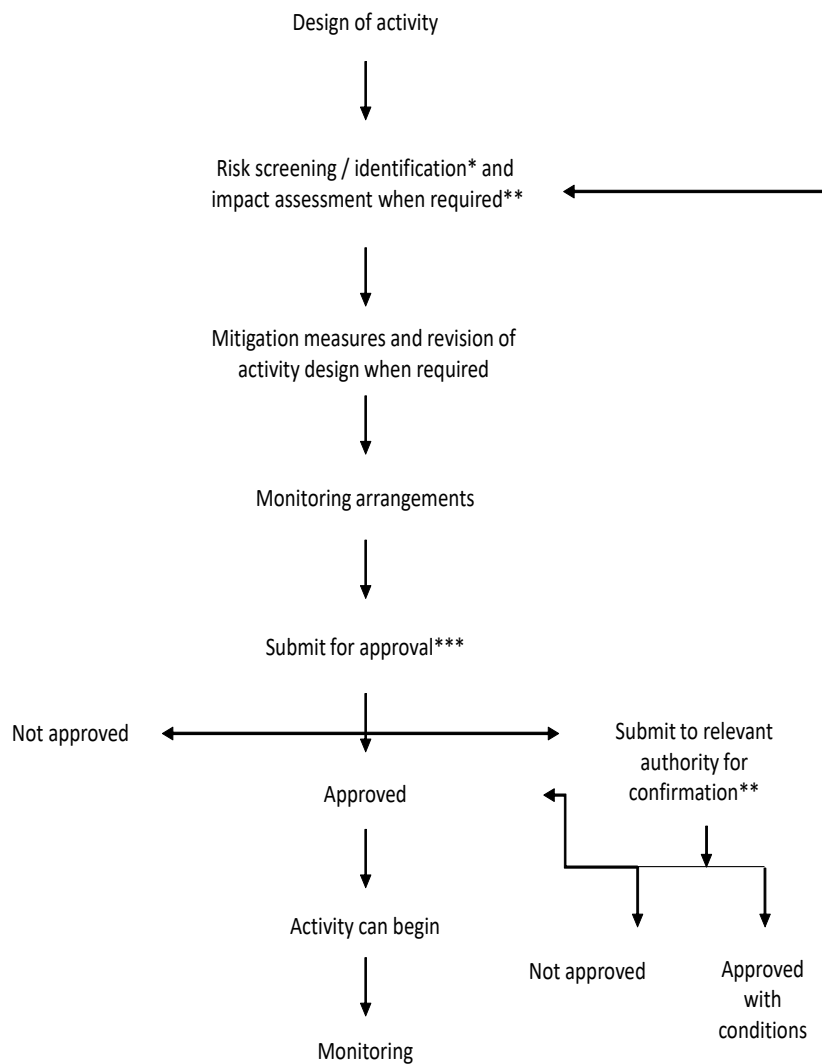 Design of activity
Risk screening / identification* and
impact assessment when required**
Mitigation measures and revision of
activity design when required
Monitoring arrangements
Submit for approval***
Not approved
Submit to relevant
authority for
confirmation**
Approved
Activity can begin
Not approved
Approved
with
conditions
Monitoring